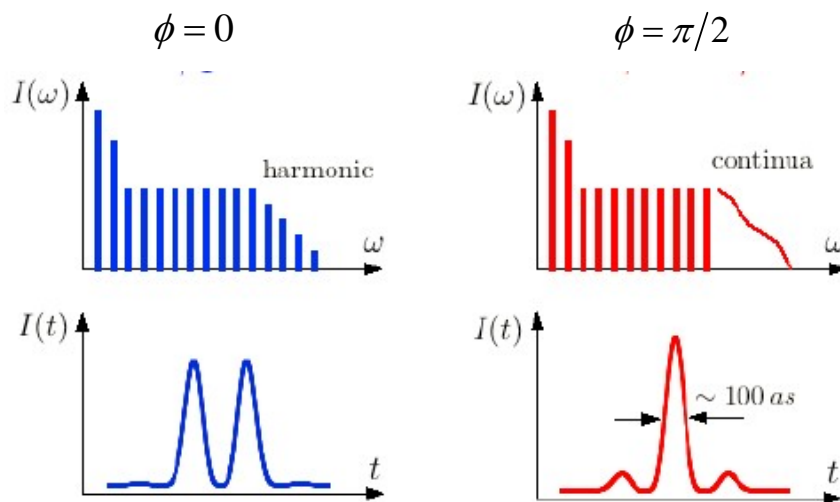 ϕ = 0
ϕ = π/2
I(ω)
harmonic
ω
I(ω)
continua
ω
I(t)
t
I(t)
~ 100 as
t